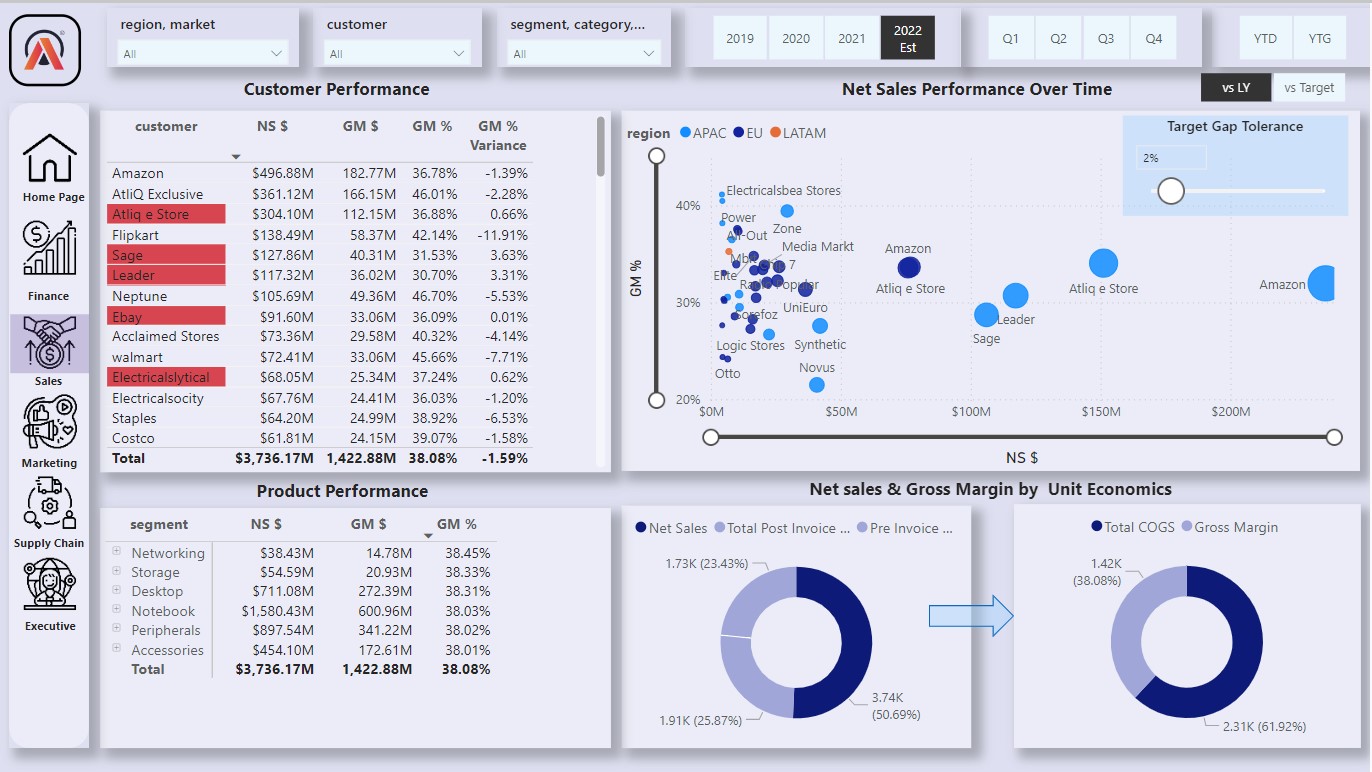 region, market
All
customer
All
segment, category,...
All
2019
2020
2021
2022
Est
Q1
Q2
Q3
Q4
YTD
YTG
vs LY
vs Target
Home Page
Finance
Sales
Marketing
Supply Chain
Executive
Customer Performance
customer NS $ GM $ GM % GM %
Variance
Amazon $496.88M 182.77M 36.78% -1.39%
AtliQ Exclusive $361.12M 166.15M 46.01% -2.28%
Atliq e Store $304.10M 112.15M 36.88% 0.66%
Flipkart $138.49M 58.37M 42.14% -11.91%
Sage $127.86M 40.31M 31.53% 3.63%
Leader $117.32M 36.02M 30.70% 3.31%
Neptune $105.69M 49.36M 46.70% -5.53%
Ebay $91.60M 33.06M 36.09% 0.01%
Acclaimed Stores $73.36M 29.58M 40.32% -4.14%
walmart $72.41M 33.06M 45.66% -7.71%
Electricalslytical $68.05M 25.34M 37.24% 0.62%
Electricalsocity $67.76M 24.41M 36.03% -1.20%
Staples $64.20M 24.99M 38.92% -6.53%
Costco $61.81M 24.15M 39.07% -1.58%
Total $3,736.17M 1,422.88M 38.08% -1.59%
Net Sales Performance Over Time
region APAC EU LATAM
Target Gap Tolerance
2%
GM %
40%
30%
20%
Electricalsbea Stores
Power
All-Out
Zone
Media Markt
Mbit
Chip 7
Elite
Radio Popular
UniEuro
Sorefoz
Logic Stores
Synthetic
Otto
Novus
Amazon
Atliq e Store
Sage
Leader
Atliq e Store
Amazon
$0M $50M $100M $150M $200M
NS $
Product Performance
segment NS $ GM $ GM %
Networking $38.43M 14.78M 38.45%
Storage $54.59M 20.93M 38.33%
Desktop $711.08M 272.39M 38.31%
Notebook $1,580.43M 600.96M 38.03%
Peripherals $897.54M 341.22M 38.02%
Accessories $454.10M 172.61M 38.01%
Total $3,736.17M 1,422.88M 38.08%
Net sales & Gross Margin by Unit Economics
Net Sales Total Post Invoice ... Pre Invoice ...
1.73K (23.43%)
1.91K (25.87%)
3.74K
(50.69%)
Total COGS Gross Margin
1.42K
(38.08%)
2.31K (61.92%)